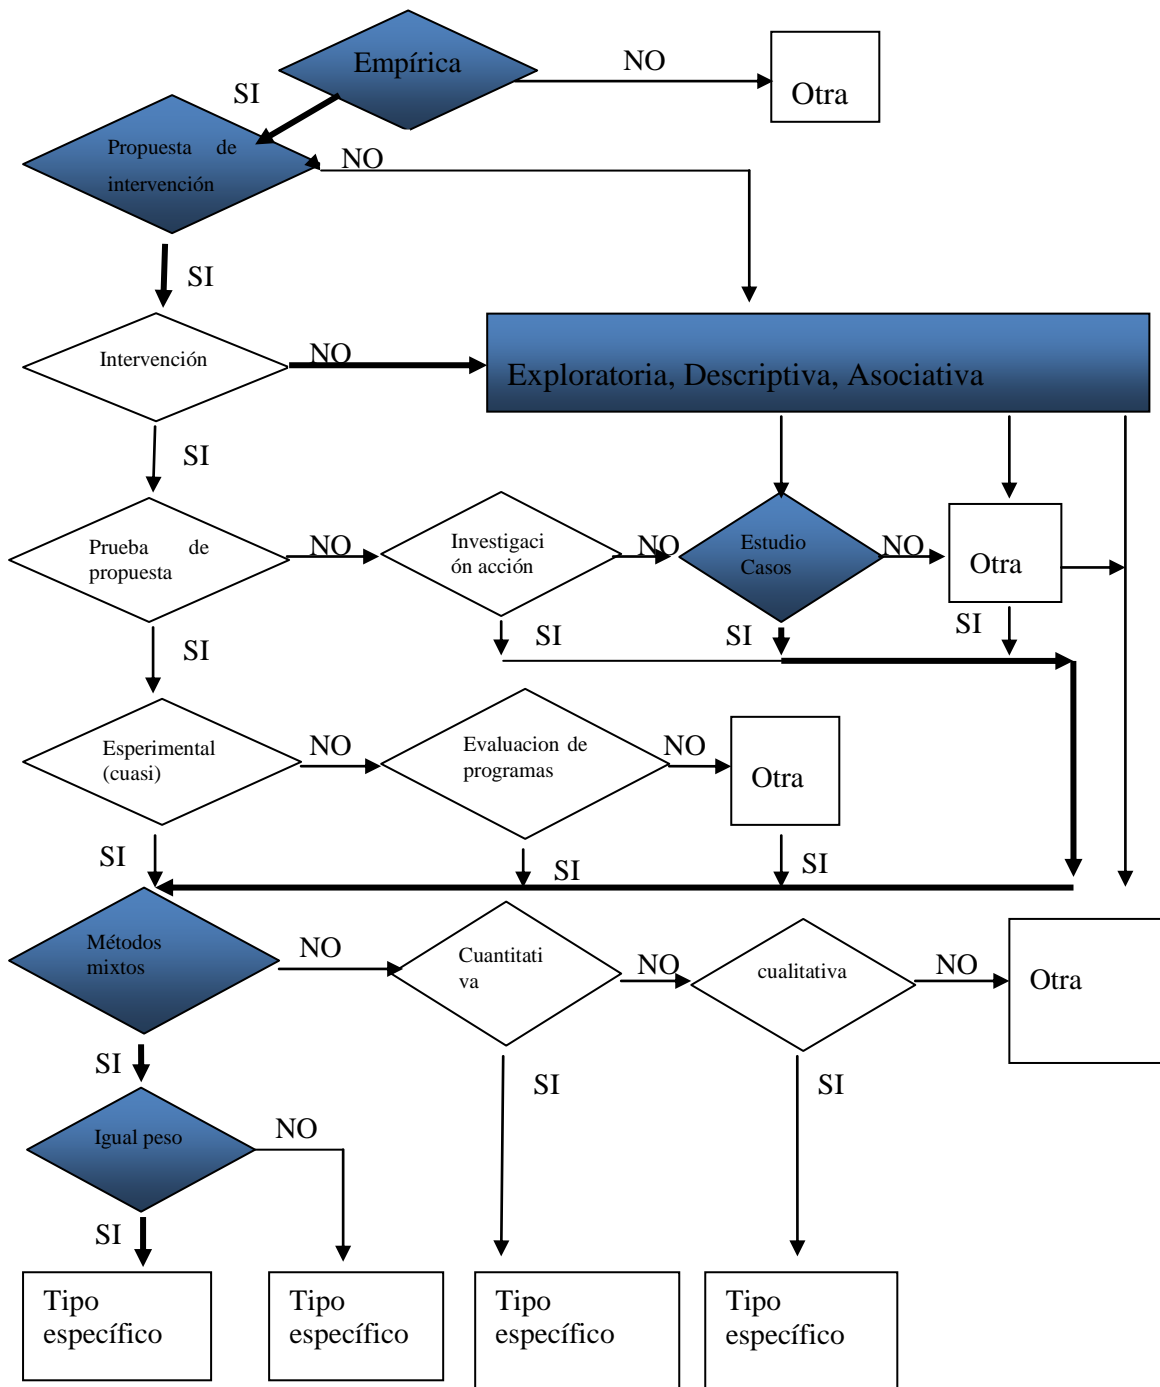 Empírica
NO
Otra
SI
Propuesta de
intervención
NO
SI
Intervención
NO
Exploratoria, Descriptiva, Asociativa
SI
Prueba de
propuesta
NO
Investigaci
ón acción
NO
Estudio
Casos
NO
Otra
SI
SI
SI
SI
Esperimental
(cuasi)
NO
Evaluacion de
programas
NO
Otra
SI
SI
SI
Métodos
mixtos
NO
Cuantitati
va
NO
cualitativa
NO
Otra
SI
SI
SI
Igual peso
NO
SI
Tipo
específico
Tipo
específico
Tipo
específico
Tipo
específico